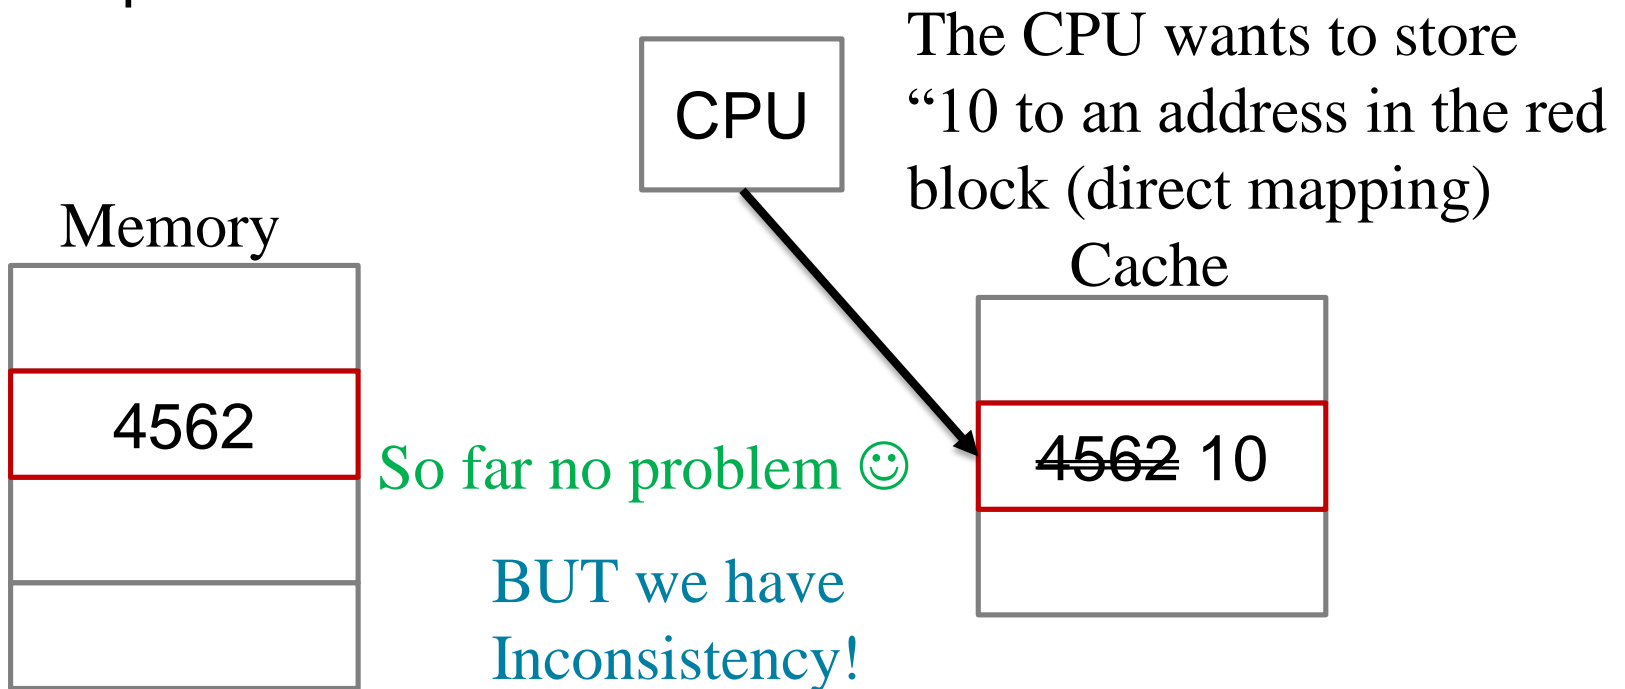 The CPU wants to store
“10 to an address in the red
block (direct mapping)
CPU
Memory
Cache
4562
4562 10
So far no problem ☺
BUT we have
Inconsistency!